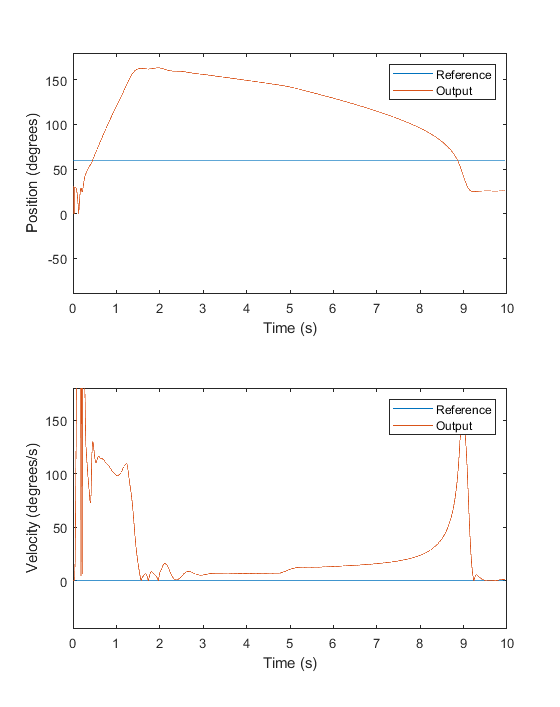 150
100
50
0
-50
Position (degrees)
Reference
Output
0 1 2 3 4 5 6 7 8 9 10
Time (s)
150
100
50
0
Velocity (degrees/s)
Reference
Output
0 1 2 3 4 5 6 7 8 9 10
Time (s)